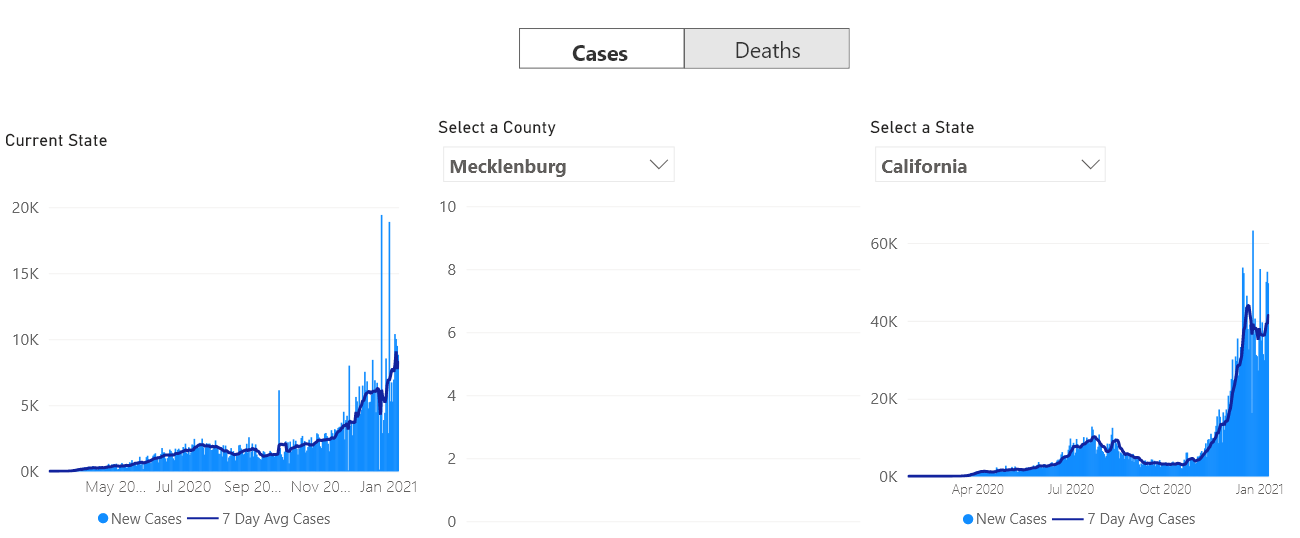 Cases Deaths
Current State
Select a County
Mecklenburg
Select a State
California
20K
15K
10K
5K
0K
May 20... Jul 2020 Sep 20... Nov 20... Jan 2021
New Cases 7 Day Avg Cases
10
8
6
4
2
0
60K
40K
20K
0K
Apr 2020 Jul 2020 Oct 2020 Jan 2021
New Cases 7 Day Avg Cases